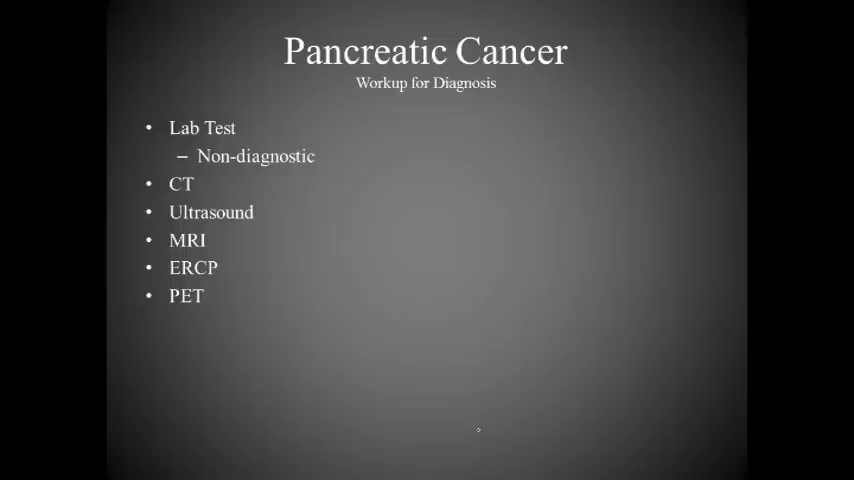 Pancreatic Cancer
Workup for Diagnosis
• Lab Test
– Non-diagnostic
• CT
• Ultrasound
• MRI
• ERCP
• PET